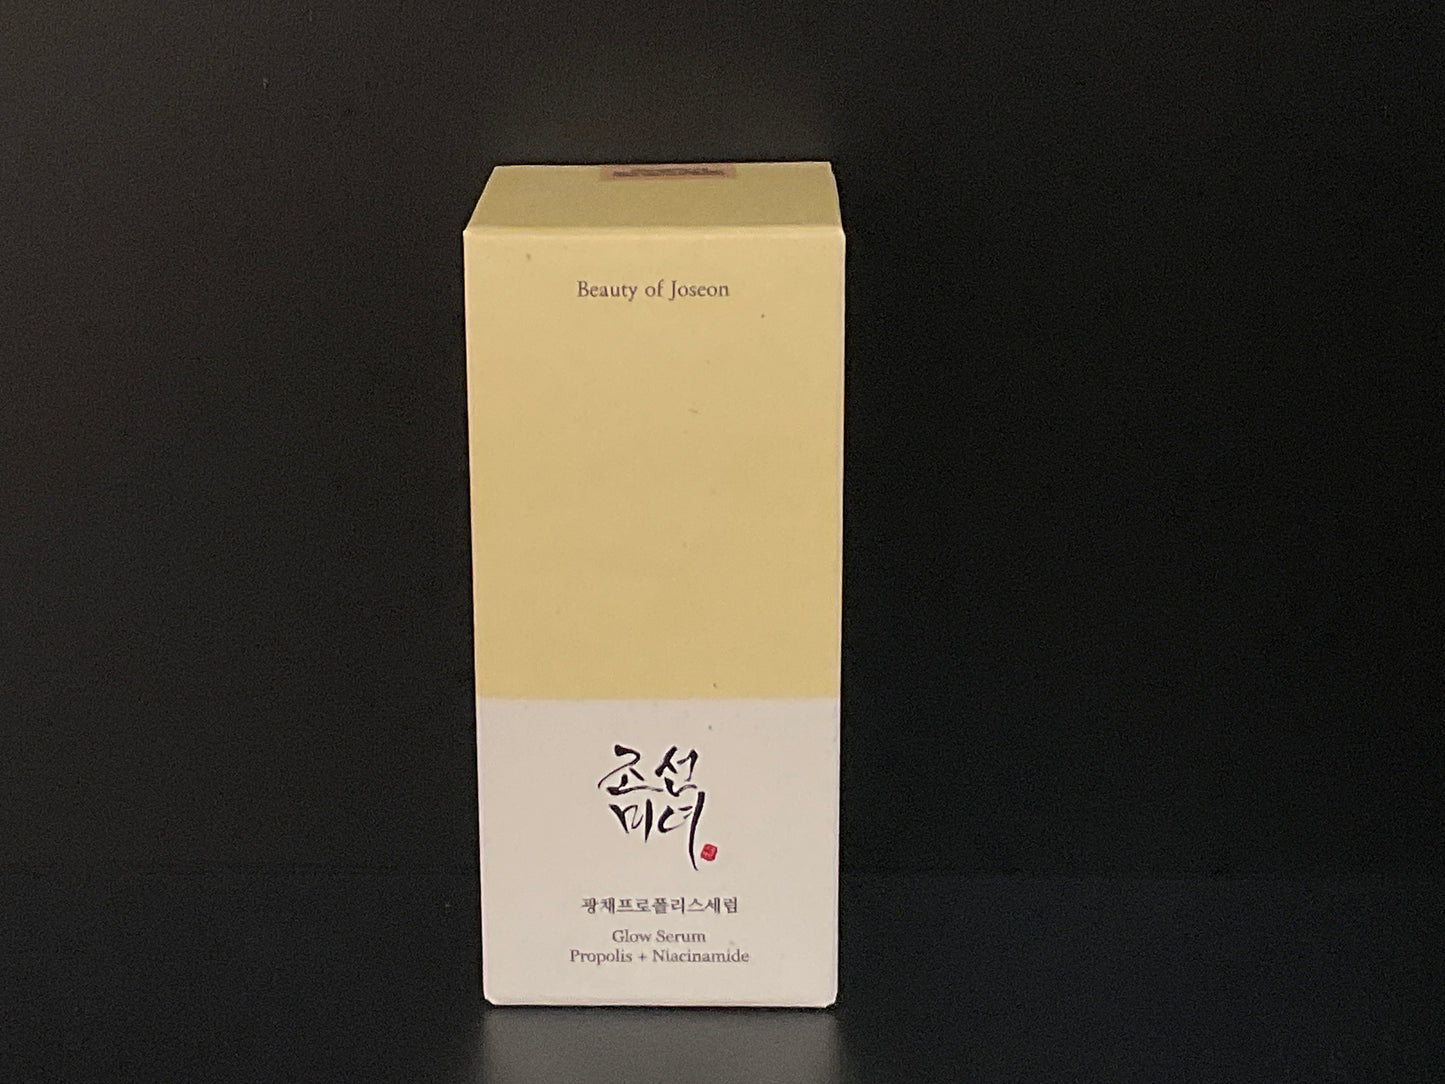 Beauty of Joseon
조선
미녀
광채프로폴리스세럼
Glow Serum
Propolis + Niacinamide